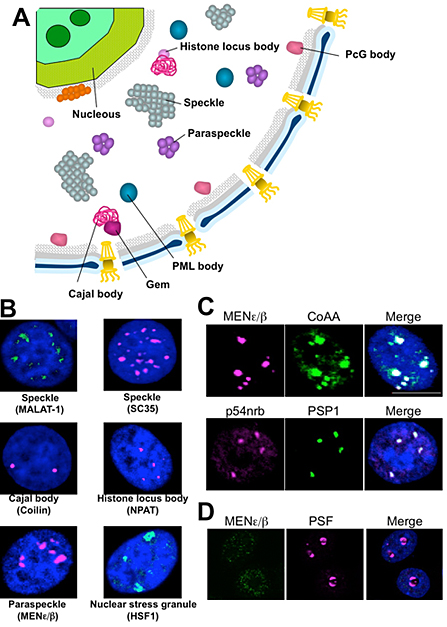 A
Histone locus body
PcG body
Nucleous
Speckle
Paraspeckle
PML body
Gem
Cajal body
B
Speckle
(MALAT-1)
Speckle
(SC35)
Cajal body
(Coilin)
Histone locus body
(NPAT)
Paraspeckle
(MENε/β)
Nuclear stress granule
(HSF1)
C
MENε/β
CoAA
Merge
p54nrb
PSP1
Merge
D
MENε/β
PSF
Merge